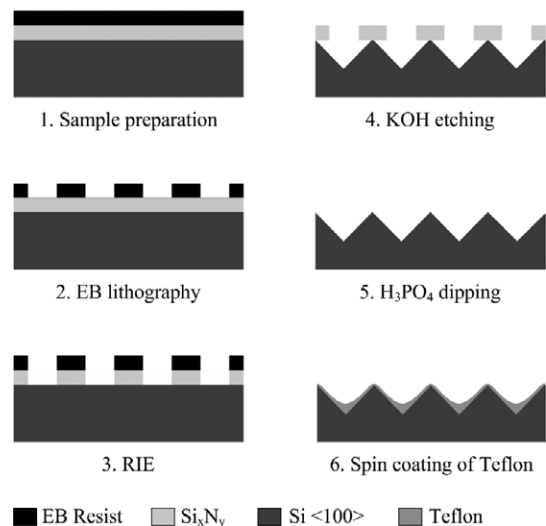 1. Sample preparation
2. EB lithography
3. RIE
4. KOH etching
5. H₃PO₄ dipping
6. Spin coating of Teflon
EB Resist SiₓNᵧ Si <100> Teflon